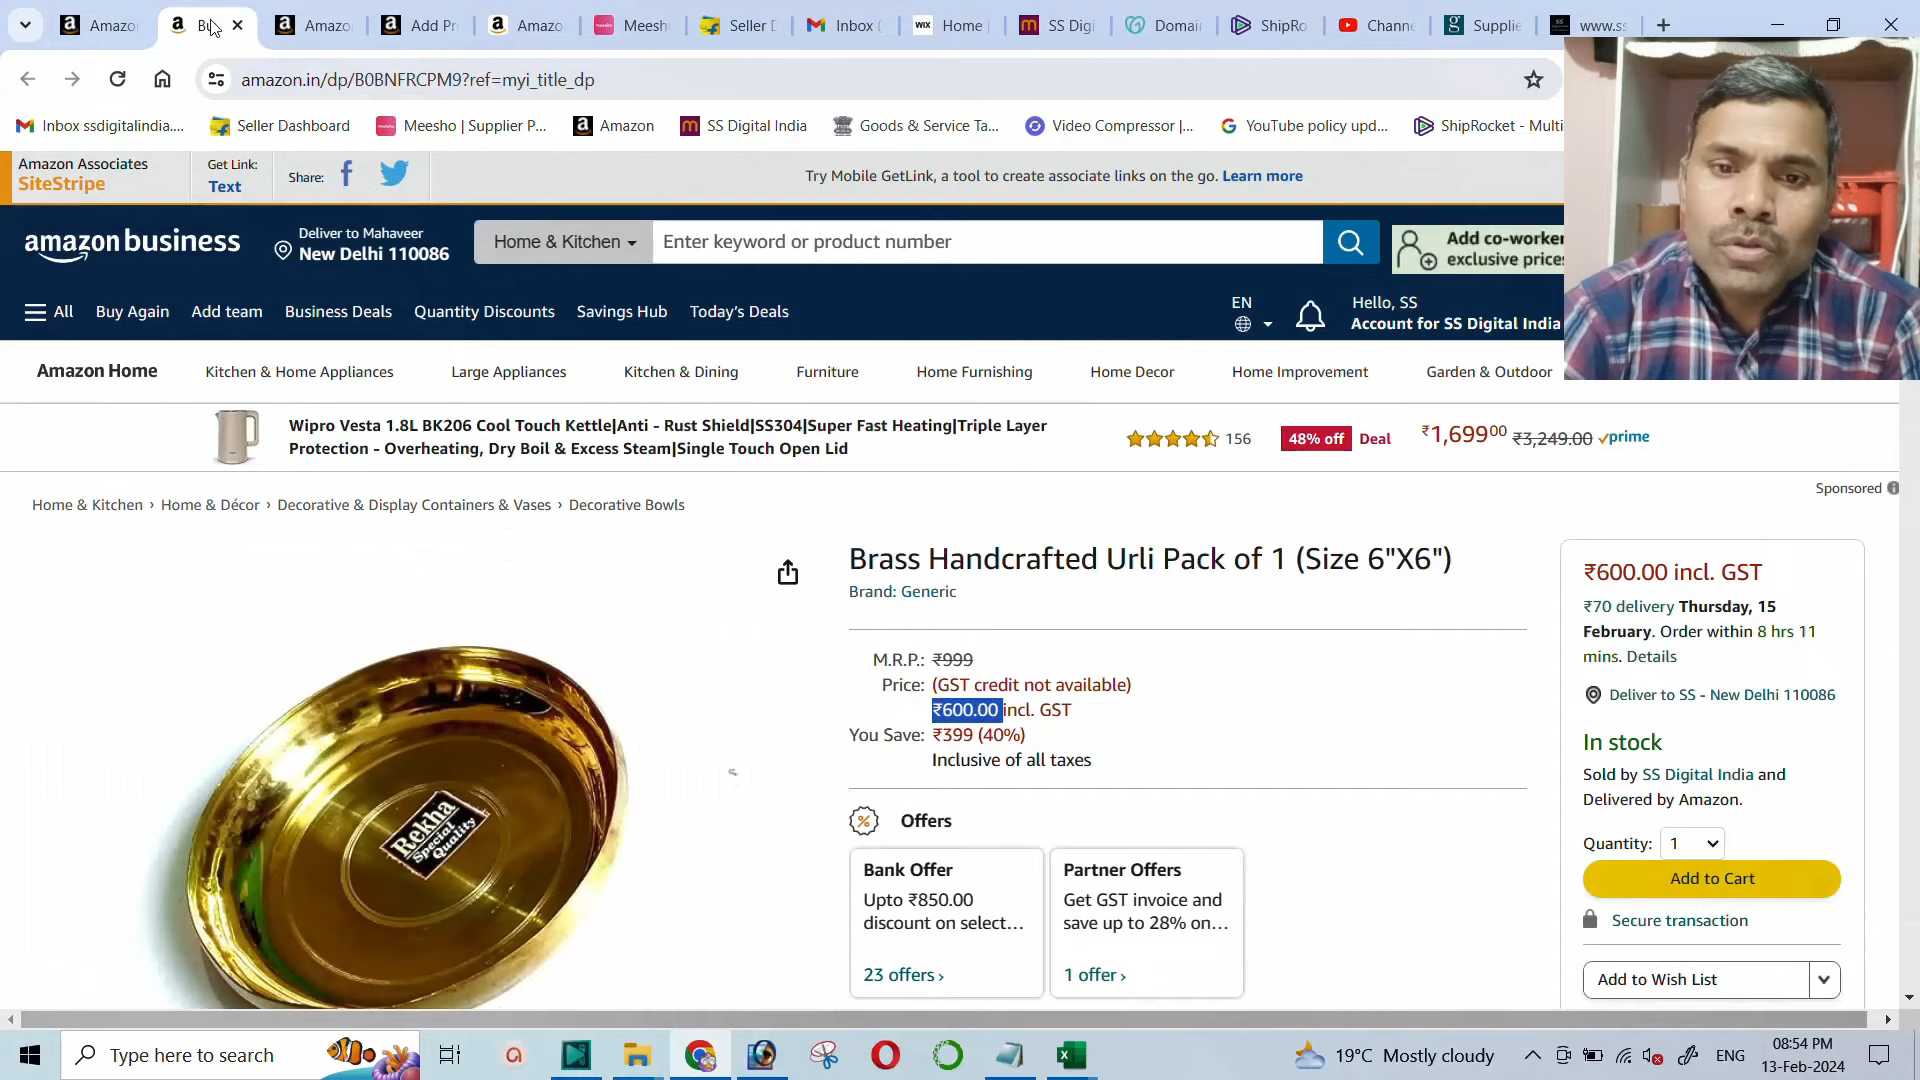 Amazo
Bu
Amazo
Add Pr
Amazo
Meesh
Seller D
Inbox (
WIX Home
SS Digi
Domai
ShipRo
Chann
Supplie
www.ss
amazon.in/dp/B0BNFRCPM9?ref=myi_title_dp
Inbox ssdigitalindia....
Seller Dashboard
Meesho | Supplier P...
Amazon
SS Digital India
Goods & Service Ta...
Video Compressor |...
YouTube policy upd...
ShipRocket - Multi
Amazon Associates
SiteStripe
Get Link:
Text
Share:
Try Mobile GetLink, a tool to create associate links on the go. Learn more
amazon business
Deliver to Mahaveer
New Delhi 110086
Home & Kitchen
Enter keyword or product number
Add co-worker
exclusive price
All
Buy Again
Add team
Business Deals
Quantity Discounts
Savings Hub
Today's Deals
EN
Hello, SS
Account for SS Digital India
Amazon Home
Kitchen & Home Appliances
Large Appliances
Kitchen & Dining
Furniture
Home Furnishing
Home Decor
Home Improvement
Garden & Outdoor
Wipro Vesta 1.8L BK206 Cool Touch Kettle|Anti - Rust Shield|SS304|Super Fast Heating|Triple Layer
Protection - Overheating, Dry Boil & Excess Steam|Single Touch Open Lid
156
48% off Deal
₹1,69900 ₹3,249.00 prime
Sponsored
Home & Kitchen › Home & Décor › Decorative & Display Containers & Vases › Decorative Bowls
Rekha
Special
Quality
Brass Handcrafted Urli Pack of 1 (Size 6"X6")
Brand: Generic
M.R.P.: ₹999
Price: (GST credit not available)
₹600.00 incl. GST
You Save: ₹399 (40%)
Inclusive of all taxes
Offers
Bank Offer
Upto ₹850.00
discount on select...
23 offers ›
Partner Offers
Get GST invoice and
save up to 28% on...
1 offer ›
₹600.00 incl. GST
₹70 delivery Thursday, 15
February. Order within 8 hrs 11
mins. Details
Deliver to SS - New Delhi 110086
In stock
Sold by SS Digital India and
Delivered by Amazon.
Quantity: 1
Add to Cart
Secure transaction
Add to Wish List
Type here to search
19°C Mostly cloudy
ENG
08:54 PM
13-Feb-2024